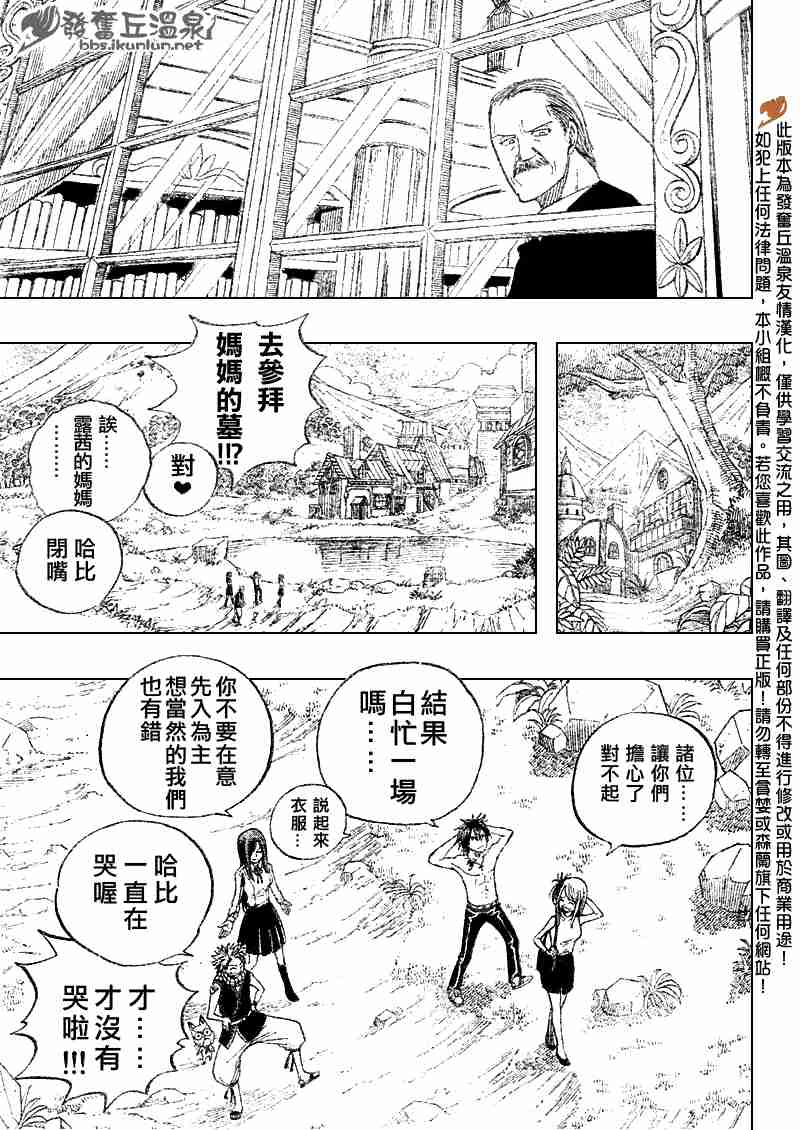 發奮丘溫泉
bbs.ikunlun.net
此版本為發奮丘溫泉友情漢化，僅供學習交流之用，其圖、翻譯及任何部份不得進行修改或用於商業用途！
如犯上任何法律問題，本小組概不負責。若您喜歡此作品，請購買正版！請勿轉至貪婪或森蘭旗下任何網站！
去參拜
媽媽的墓!!?
對♥
誒………
露茜的媽媽………
哈比
閉嘴
諸位……
讓你們
擔心了
對不起
結果
白忙一場
嗎……
說起來
衣服…
你不要在意
先入為主
想當然的我們
也有錯
哈比
一直在
哭喔
才……
才沒有
哭啦!!!